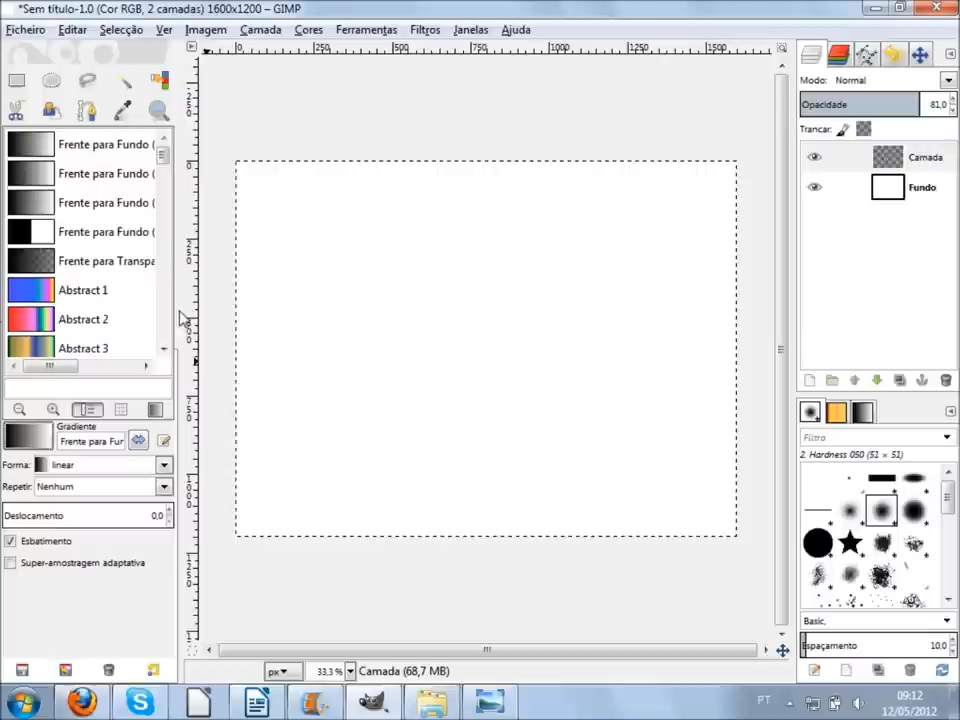 *Sem título-1.0 (Cor RGB, 2 camadas) 1600x1200 – GIMP
Ficheiro Editar Selecção Ver Imagem Camada Cores Ferramentas Filtros Janelas Ajuda
0 250 500 750 1000 1250 1500
Modo: Normal
Opacidade 81,0
Trancar:
Camada
Fundo
Frente para Fundo (
Frente para Fundo (
Frente para Fundo (
Frente para Fundo (
Frente para Transpa
Abstract 1
Abstract 2
Abstract 3
Gradiente
Frente para Fur
Forma: linear
Repetir: Nenhum
Deslocamento 0,0
Esbatimento
Super-amostragem adaptativa
Filtro
2. Hardness 050 (51 × 51)
Basic,
Espaçamento 10,0
px 33,3 % Camada (68,7 MB)
PT
09:12
12/05/2012